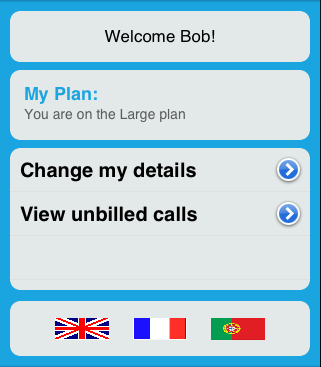 Welcome Bob!
My Plan:
You are on the Large plan
Change my details
View unbilled calls